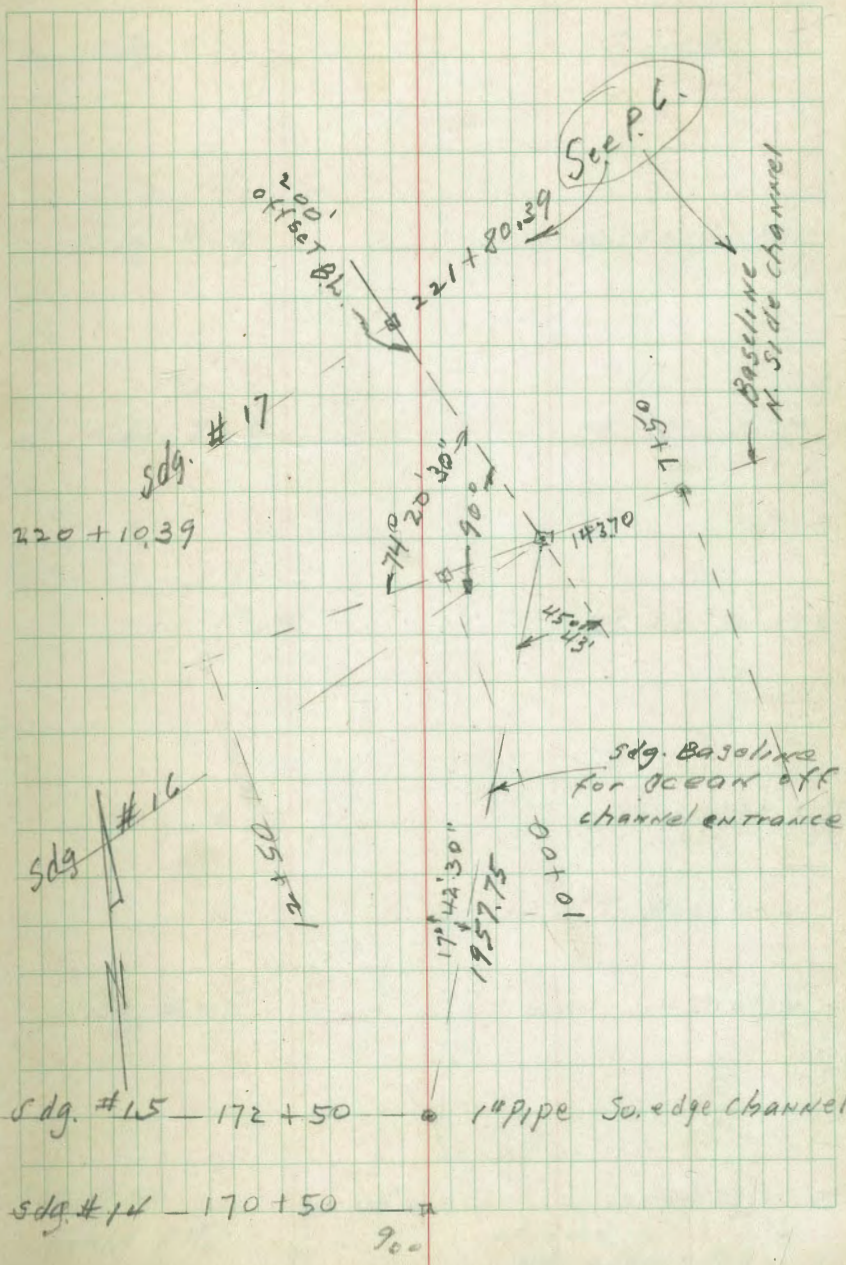 See P. 6.
200'
offset B.L.
221 + 80.39
Baseline
N. Side Channel
sdg. # 17
7+50
220 + 10.39
74° 20' 30"
90°
14370
45°
43'
sdg. Baseline
for ocean off
channel entrance
sdg # 16
12+50
17° 42' 30"
1957.75
10+00
N
sdg. #15 — 172 + 50 — 1" Pipe So. edge Channel
sdg. #14 — 170 + 50